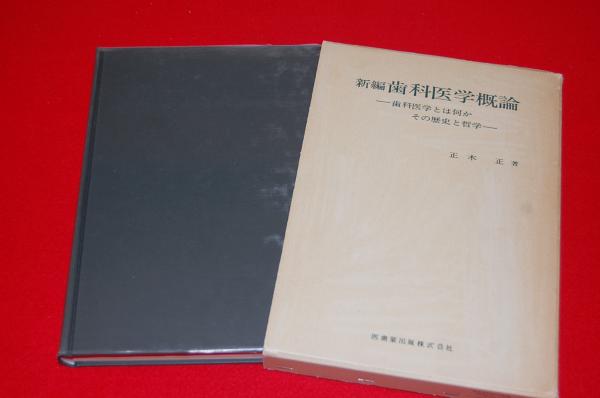 新編 歯科医学概論
―歯科医学とは何か
その歴史と哲学―
正木 正 著
医歯薬出版株式会社